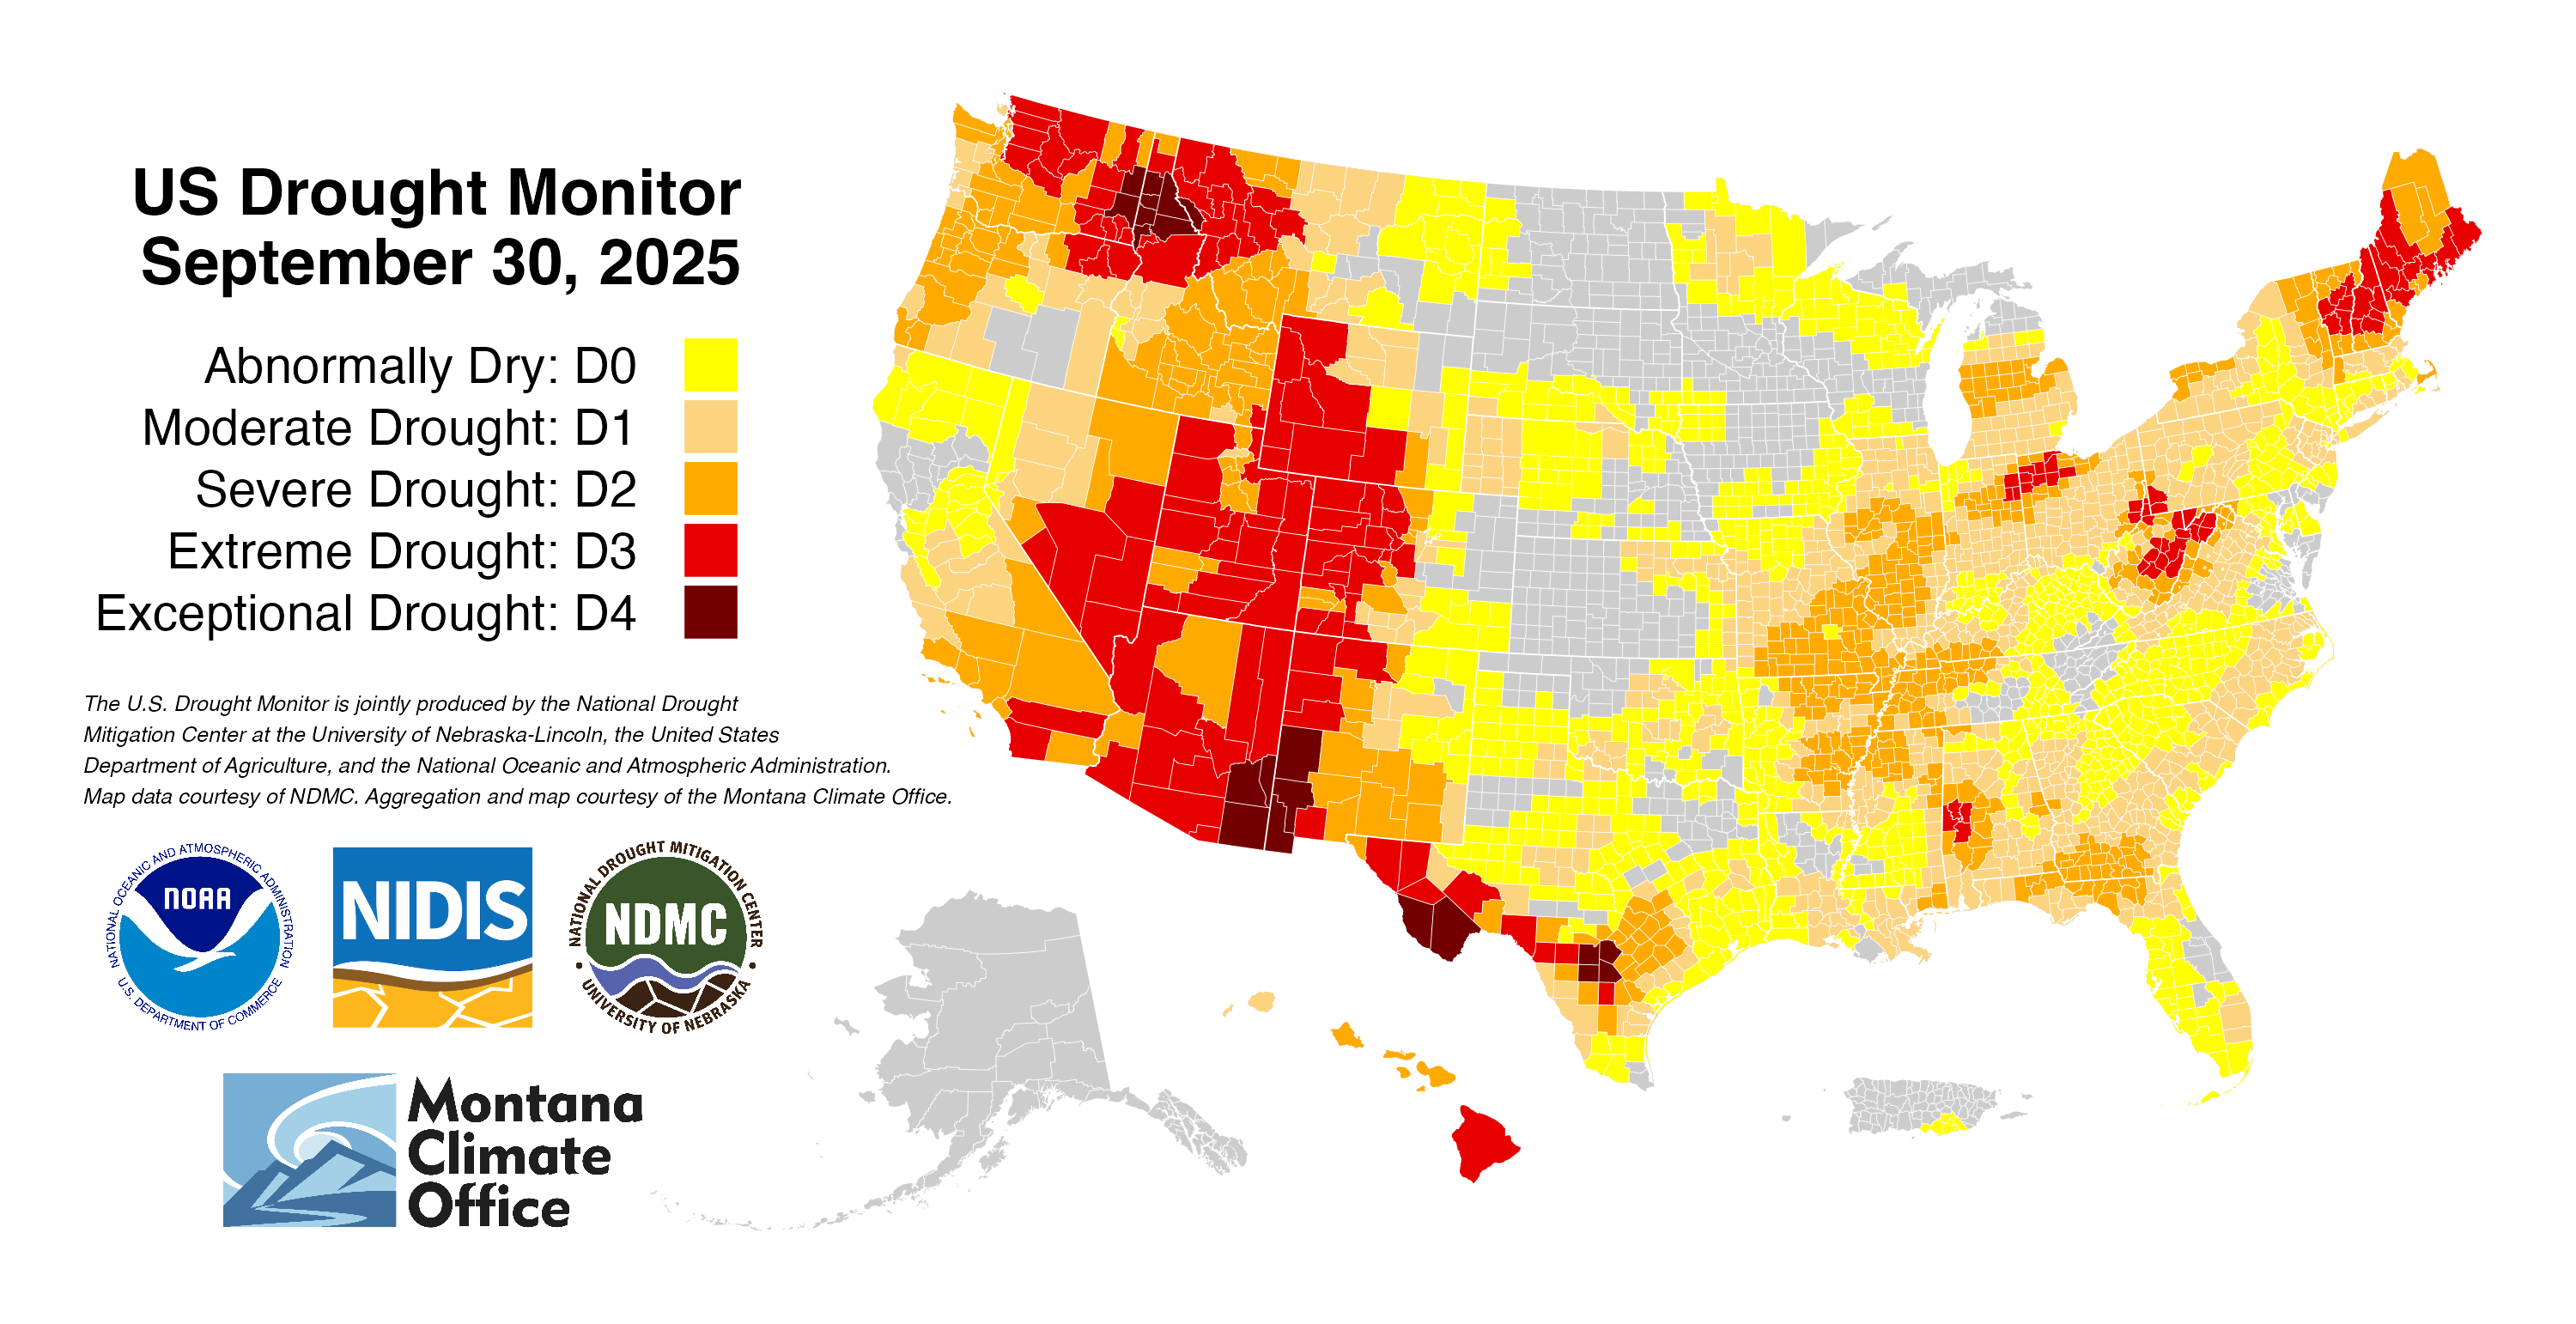 US Drought Monitor
September 30, 2025
Abnormally Dry: D0
Moderate Drought: D1
Severe Drought: D2
Extreme Drought: D3
Exceptional Drought: D4
The U.S. Drought Monitor is jointly produced by the National Drought
Mitigation Center at the University of Nebraska-Lincoln, the United States
Department of Agriculture, and the National Oceanic and Atmospheric Administration.
Map data courtesy of NDMC. Aggregation and map courtesy of the Montana Climate Office.
NATIONAL OCEANIC AND ATMOSPHERIC ADMINISTRATION
NOAA
U.S. DEPARTMENT OF COMMERCE
NIDIS
NATIONAL DROUGHT MITIGATION CENTER
NDMC
UNIVERSITY OF NEBRASKA
Montana
Climate
Office